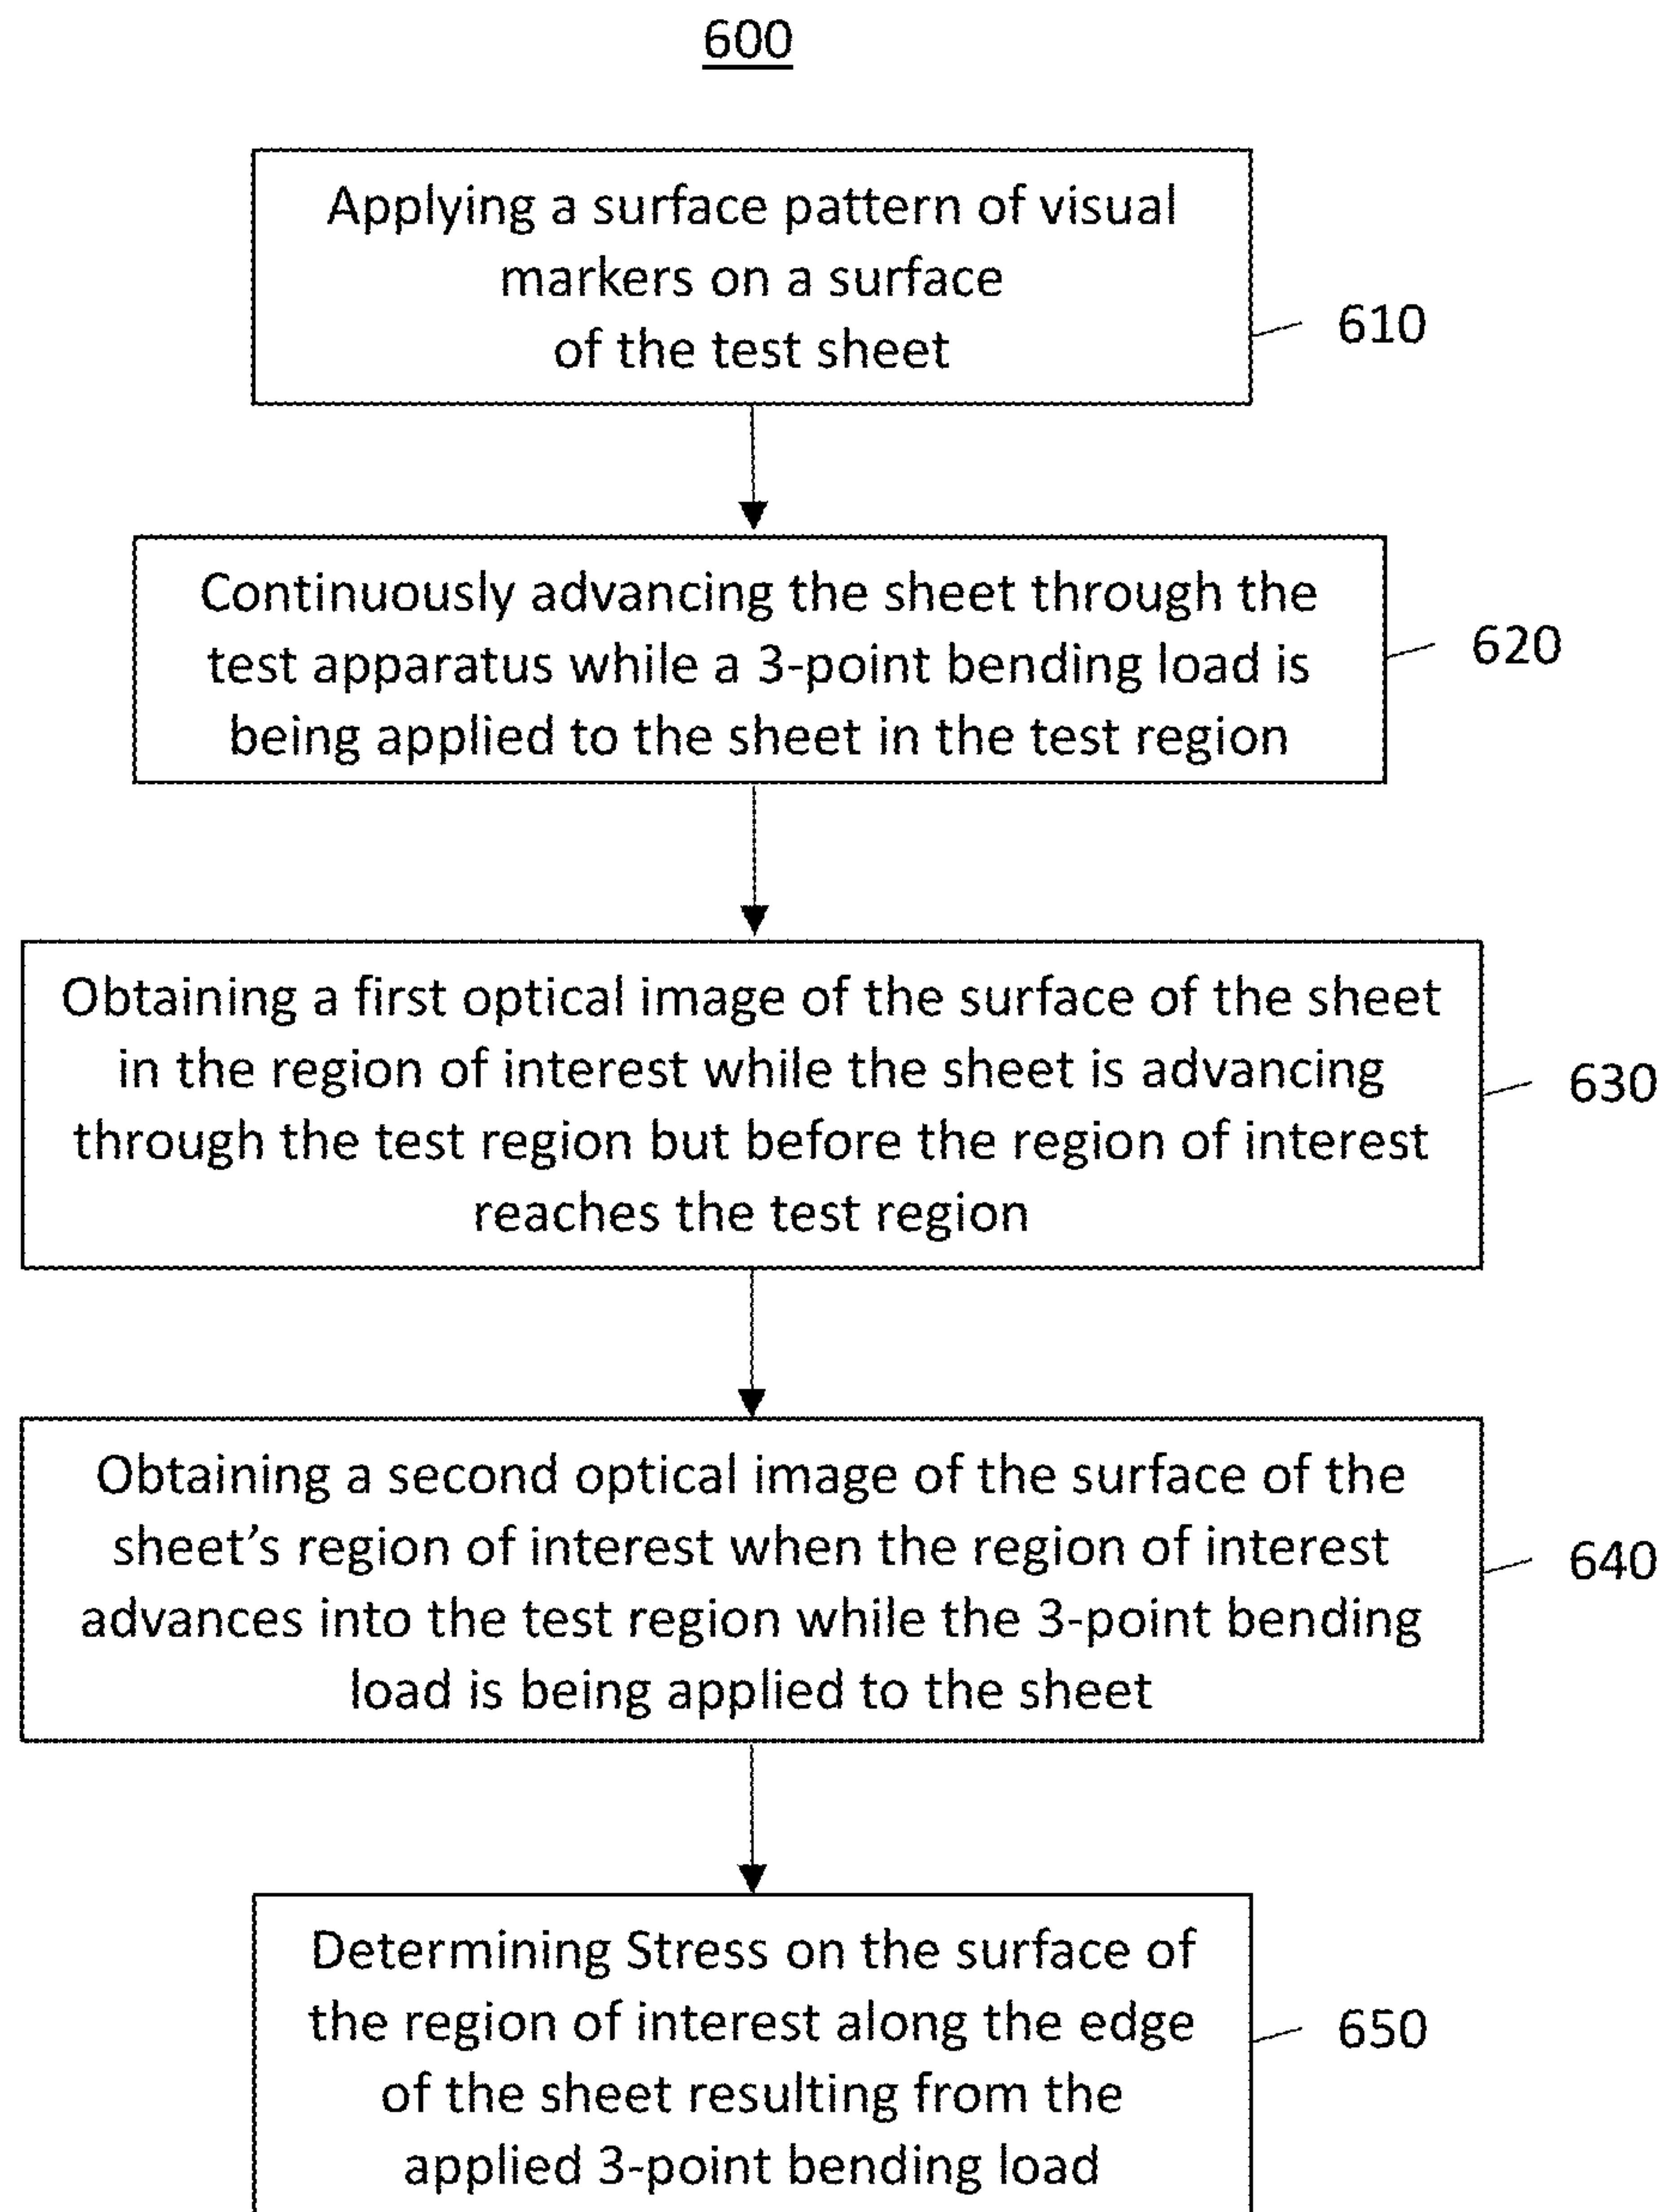 600
Applying a surface pattern of visual
markers on a surface
of the test sheet
610
Continuously advancing the sheet through the
test apparatus while a 3-point bending load is
being applied to the sheet in the test region
620
Obtaining a first optical image of the surface of the sheet
in the region of interest while the sheet is advancing
through the test region but before the region of interest
reaches the test region
630
Obtaining a second optical image of the surface of the
sheet’s region of interest when the region of interest
advances into the test region while the 3-point bending
load is being applied to the sheet
640
Determining Stress on the surface of
the region of interest along the edge
of the sheet resulting from the
applied 3-point bending load
650